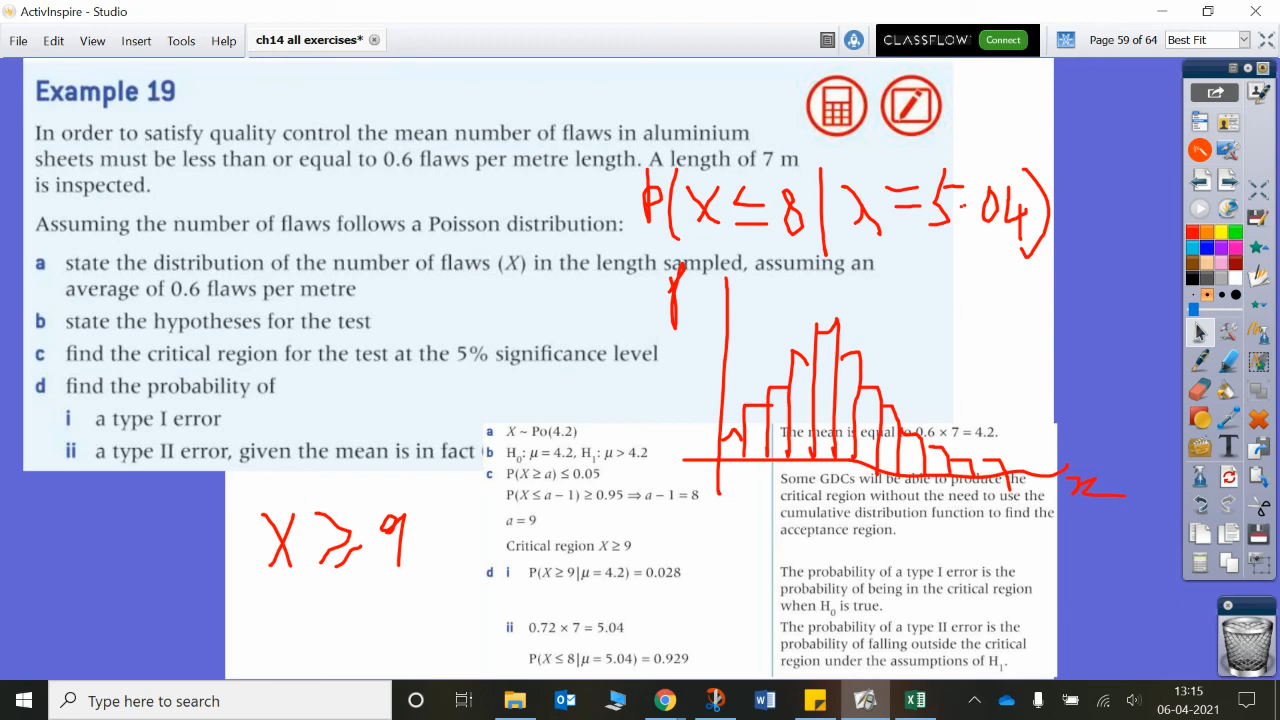 ActivInspire - Studio
File Edit View Insert Tools Help ch14 all exercises* CLASSFLOW Connect Page 59 of 64 Best Fit
Example 19
In order to satisfy quality control the mean number of flaws in aluminium
sheets must be less than or equal to 0.6 flaws per metre length. A length of 7 m
is inspected.
P(X ≤ 8 | λ = 5.04)
Assuming the number of flaws follows a Poisson distribution:
a state the distribution of the number of flaws (X) in the length sampled, assuming an
average of 0.6 flaws per metre
b state the hypotheses for the test
c find the critical region for the test at the 5% significance level
d find the probability of
i a type I error
ii a type II error, given the mean is in fact
a X ~ Po(4.2)
The mean is equal to 0.6 × 7 = 4.2.
b H₀: μ = 4.2, H₁: μ > 4.2
c P(X ≥ a) ≤ 0.05
P(X ≤ a − 1) ≥ 0.95 ⇒ a − 1 = 8
a = 9
Critical region X ≥ 9
Some GDCs will be able to produce the
critical region without the need to use the
cumulative distribution function to find the
acceptance region.
x
X ≥ 9
d i P(X ≥ 9|μ = 4.2) = 0.028
The probability of a type I error is the
probability of being in the critical region
when H₀ is true.
ii 0.72 × 7 = 5.04
P(X ≤ 8|μ = 5.04) = 0.929
The probability of a type II error is the
probability of falling outside the critical
region under the assumptions of H₁.
Type here to search
13:15
06-04-2021